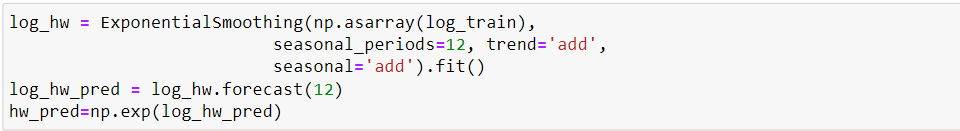 log_hw = ExponentialSmoothing(np.asarray(log_train),
                        seasonal_periods=12, trend='add',
                        seasonal='add').fit()
log_hw_pred = log_hw.forecast(12)
hw_pred=np.exp(log_hw_pred)